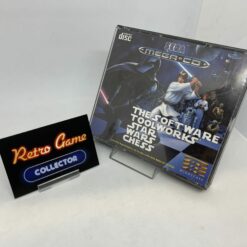 Retro Game
COLLECTOR
DISC
SEGA
MEGA-CD
THE SOFTWARE
TOOLWORKS
STAR
WARS
CHESS